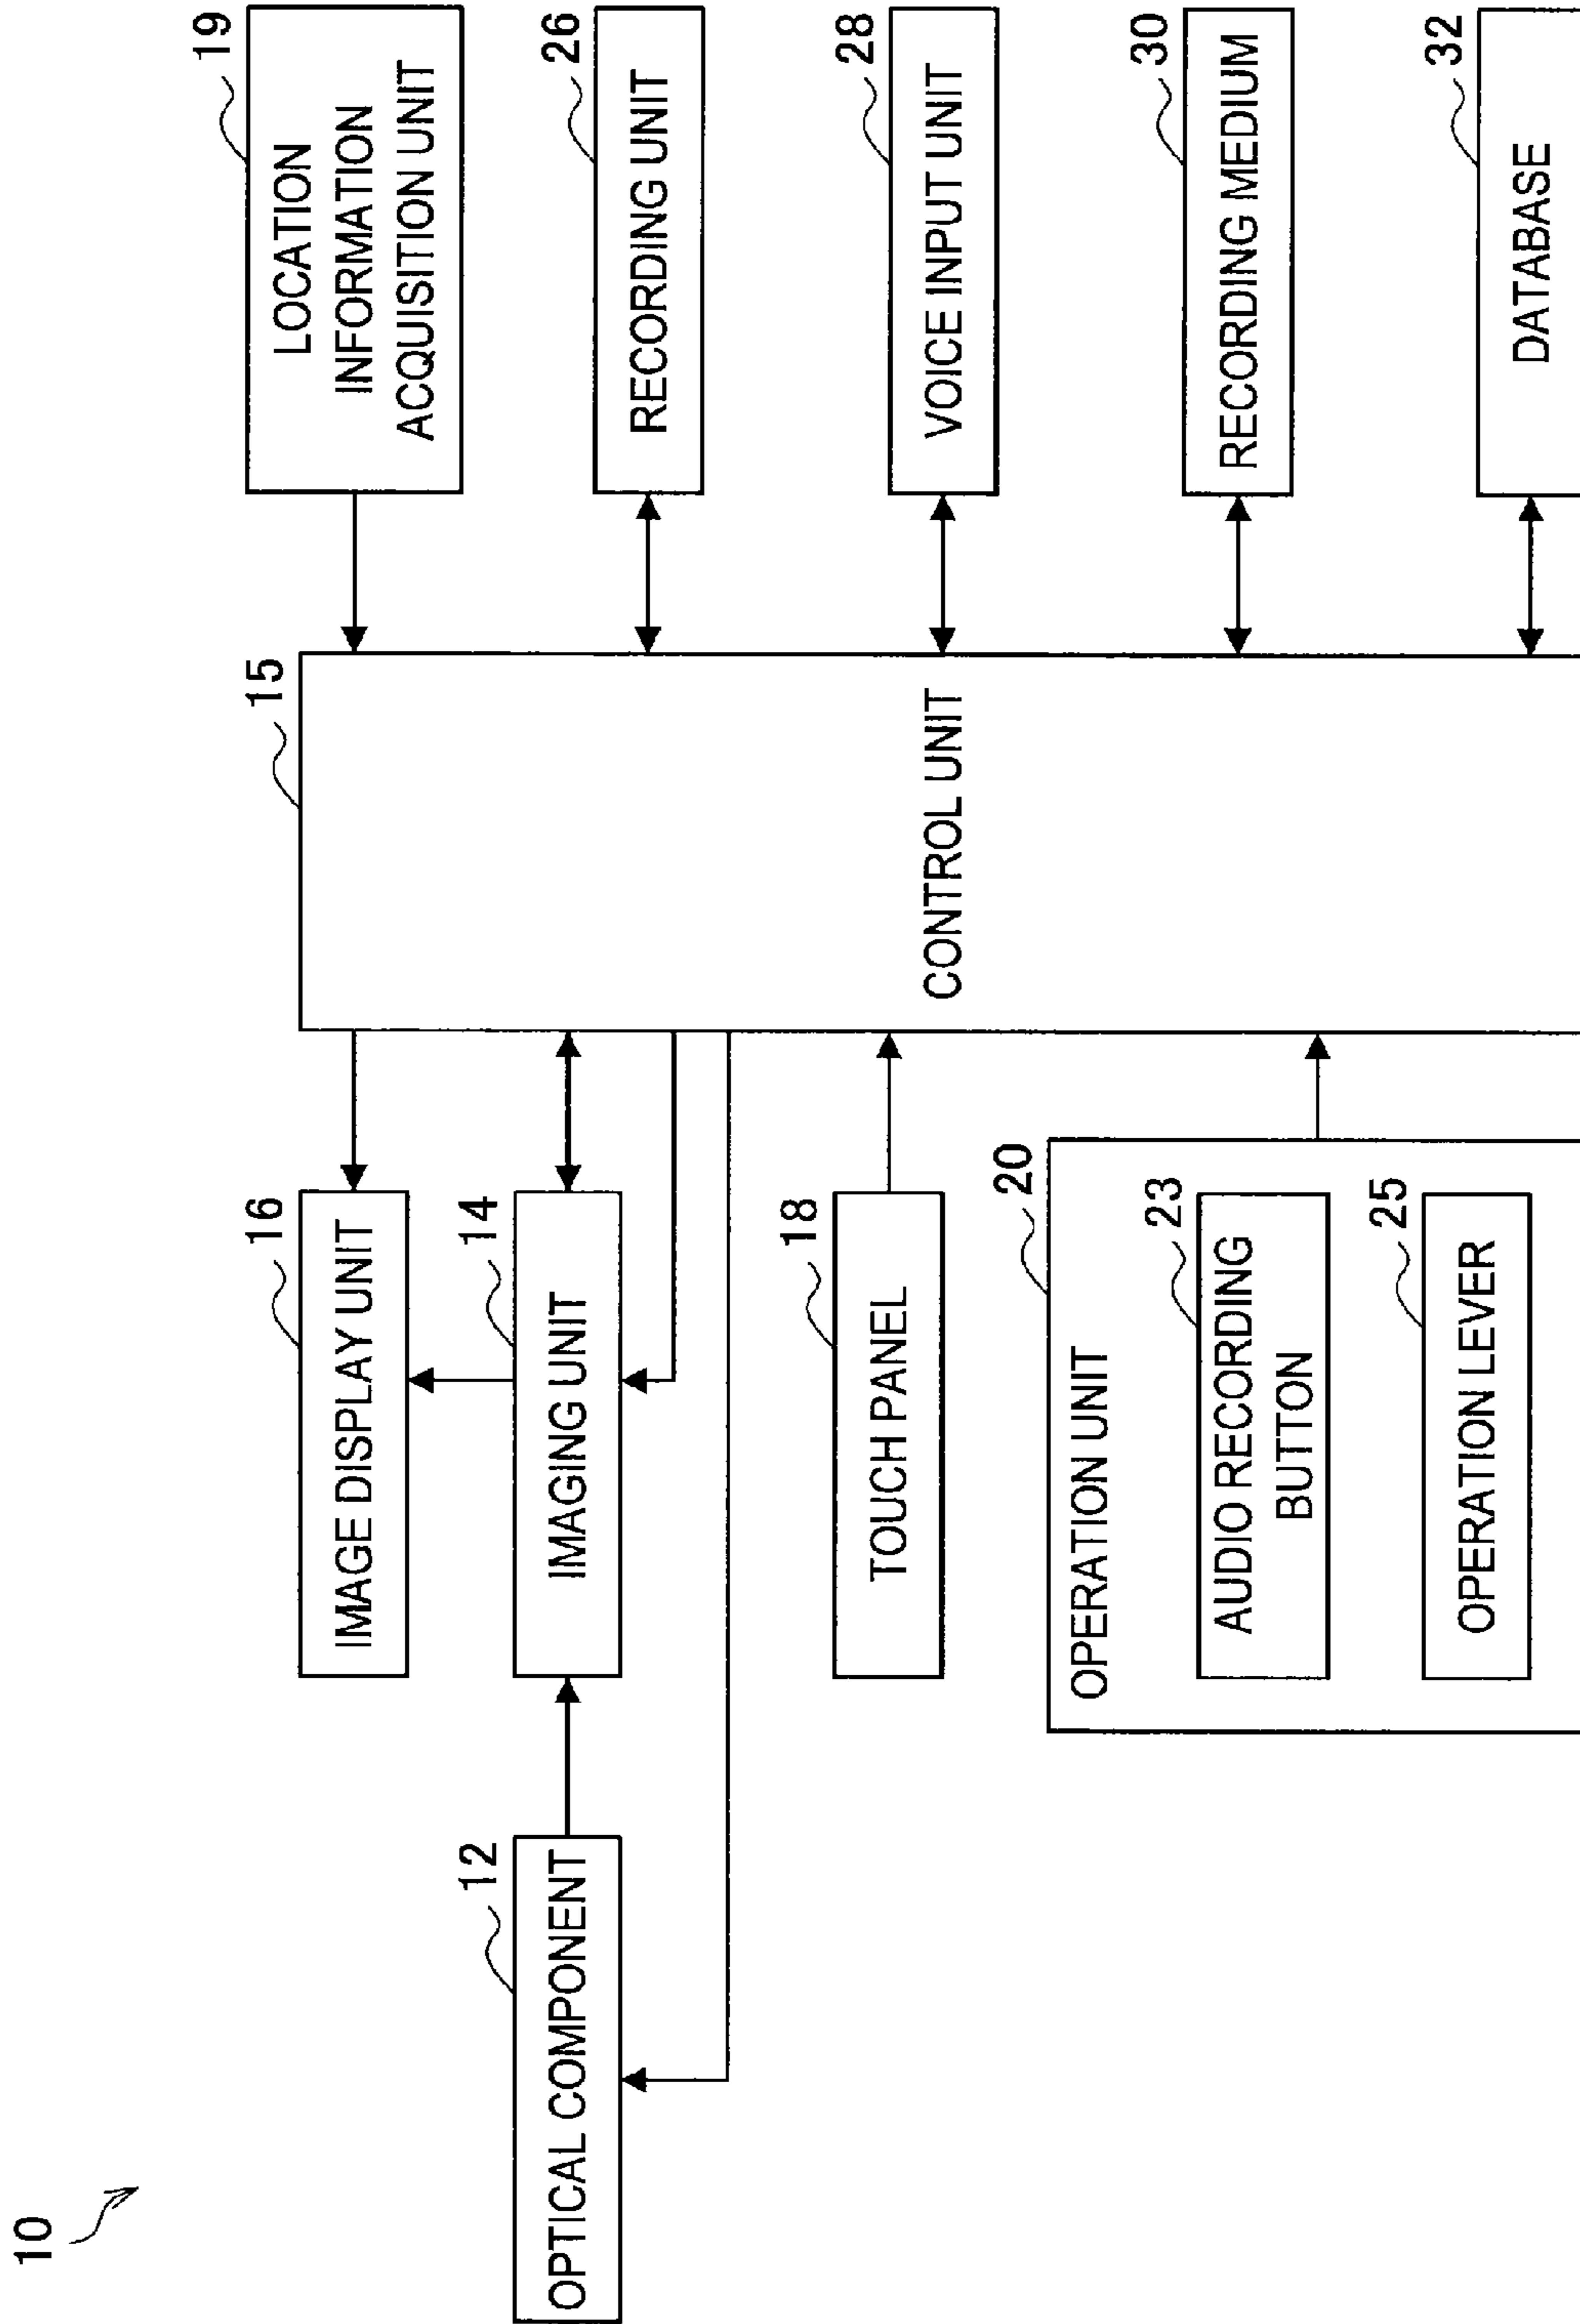 10
12
OPTICAL COMPONENT
16
IMAGE DISPLAY UNIT
14
IMAGING UNIT
18
TOUCH PANEL
20
OPERATION UNIT
23
AUDIO RECORDING
BUTTON
25
OPERATION LEVER
15
CONTROL UNIT
19
LOCATION
INFORMATION
ACQUISITION UNIT
26
RECORDING UNIT
28
VOICE INPUT UNIT
30
RECORDING MEDIUM
32
DATABASE